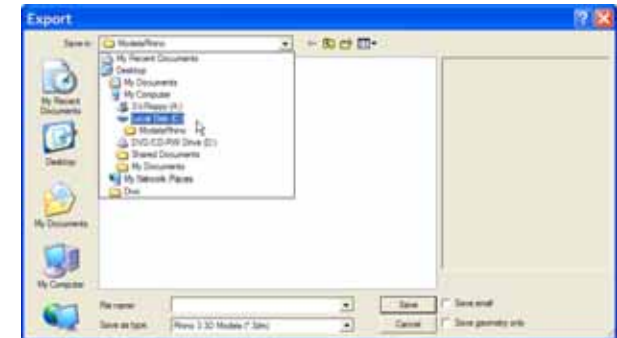 Export
Save in:
Models/Rhino
My Recent Documents
Desktop
My Documents
My Computer
3½ Floppy (A:)
Local Disk (C:)
Models/Rhino
DVD/CD-RW Drive (D:)
Shared Documents
My Documents
My Network Places
My Recent
Documents
Desktop
My Documents
My Computer
File name:
Save
Save small
Save as type:
Rhino 3 3D Models (*.3dm)
Cancel
Save geometry only